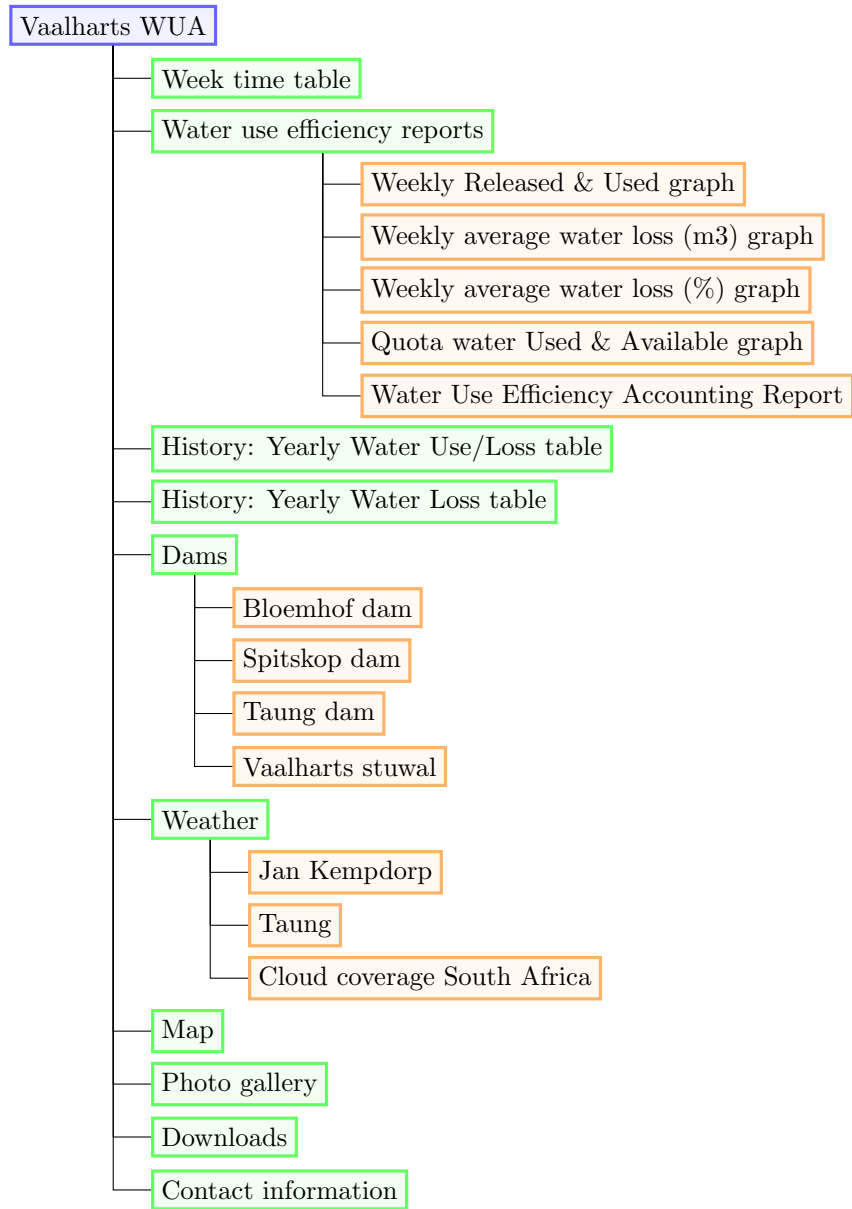 Vaalharts WUA
Week time table
Water use efficiency reports
Weekly Released & Used graph
Weekly average water loss (m3) graph
Weekly average water loss (%) graph
Quota water Used & Available graph
Water Use Efficiency Accounting Report
History: Yearly Water Use/Loss table
History: Yearly Water Loss table
Dams
Bloemhof dam
Spitskop dam
Taung dam
Vaalharts stuwal
Weather
Jan Kempdorp
Taung
Cloud coverage South Africa
Map
Photo gallery
Downloads
Contact information